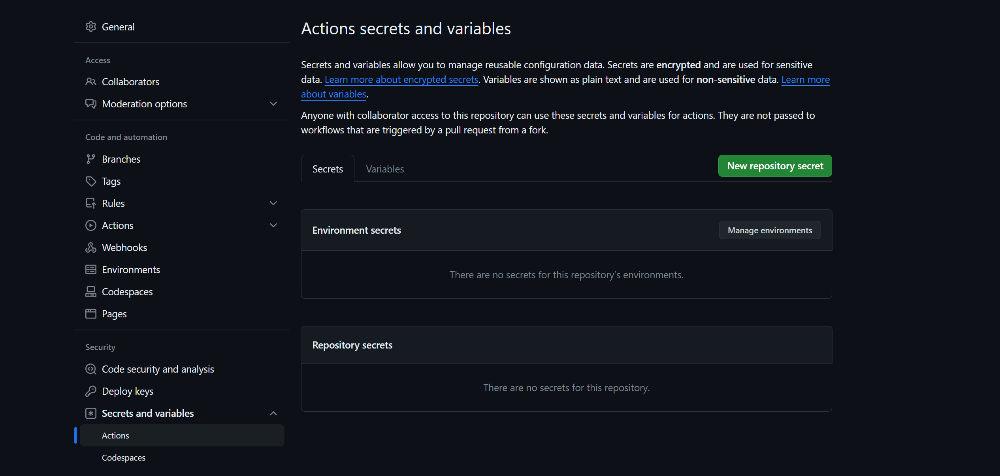 General
Access
Collaborators
Moderation options
Code and automation
Branches
Tags
Rules
Actions
Webhooks
Environments
Codespaces
Pages
Security
Code security and analysis
Deploy keys
Secrets and variables
Actions
Codespaces
Actions secrets and variables
Secrets and variables allow you to manage reusable configuration data. Secrets are encrypted and are used for sensitive
data. Learn more about encrypted secrets. Variables are shown as plain text and are used for non-sensitive data. Learn more
about variables.
Anyone with collaborator access to this repository can use these secrets and variables for actions. They are not passed to
workflows that are triggered by a pull request from a fork.
Secrets
Variables
New repository secret
Environment secrets
Manage environments
There are no secrets for this repository’s environments.
Repository secrets
There are no secrets for this repository.